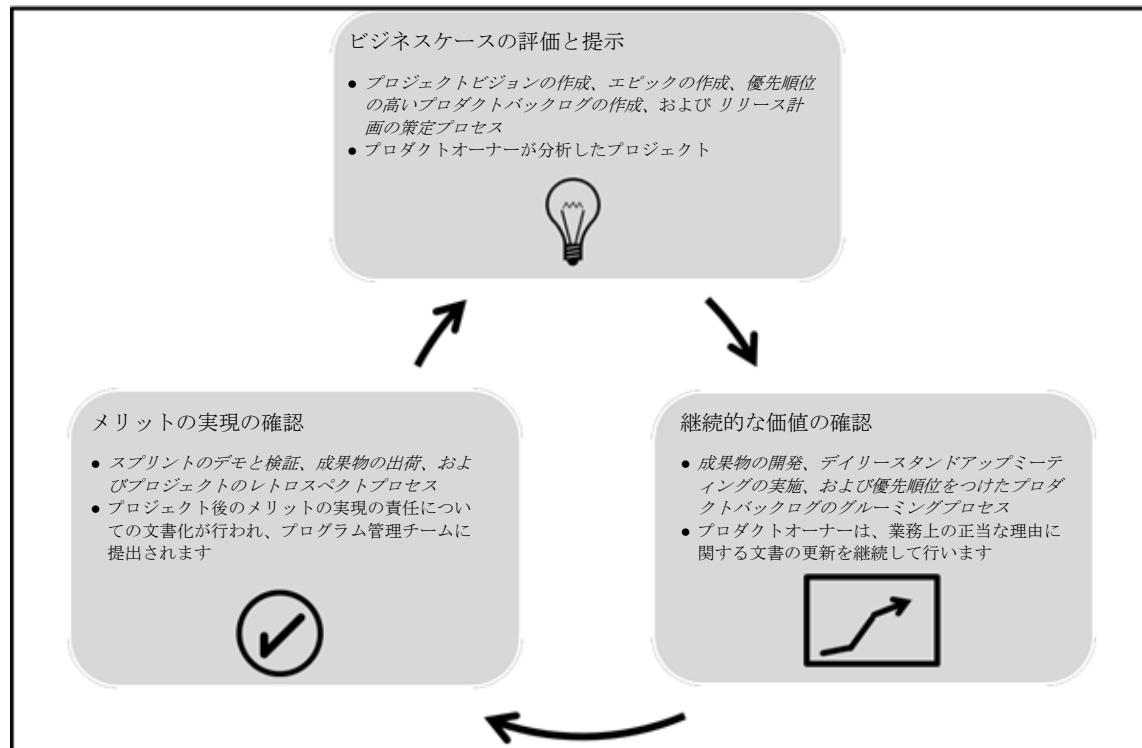 ビジネスケースの評価と提示
● プロジェクトビジョンの作成、エピックの作成、優先順位
の高いプロダクトバックログの作成、および リリース計
画の策定プロセス
● プロダクトオーナーが分析したプロジェクト
メリットの実現の確認
● スプリントのデモと検証、成果物の出荷、およ
びプロジェクトのレトロスペクトプロセス
● プロジェクト後のメリットの実現の責任につい
ての文書化が行われ、プログラム管理チームに
提出されます
継続的な価値の確認
● 成果物の開発、デイリースタンドアップミーテ
ィングの実施、および優先順位をつけたプロダ
クトバックログのグルーミングプロセス
● プロダクトオーナーは、業務上の正当な理由に
関する文書の更新を継続して行います